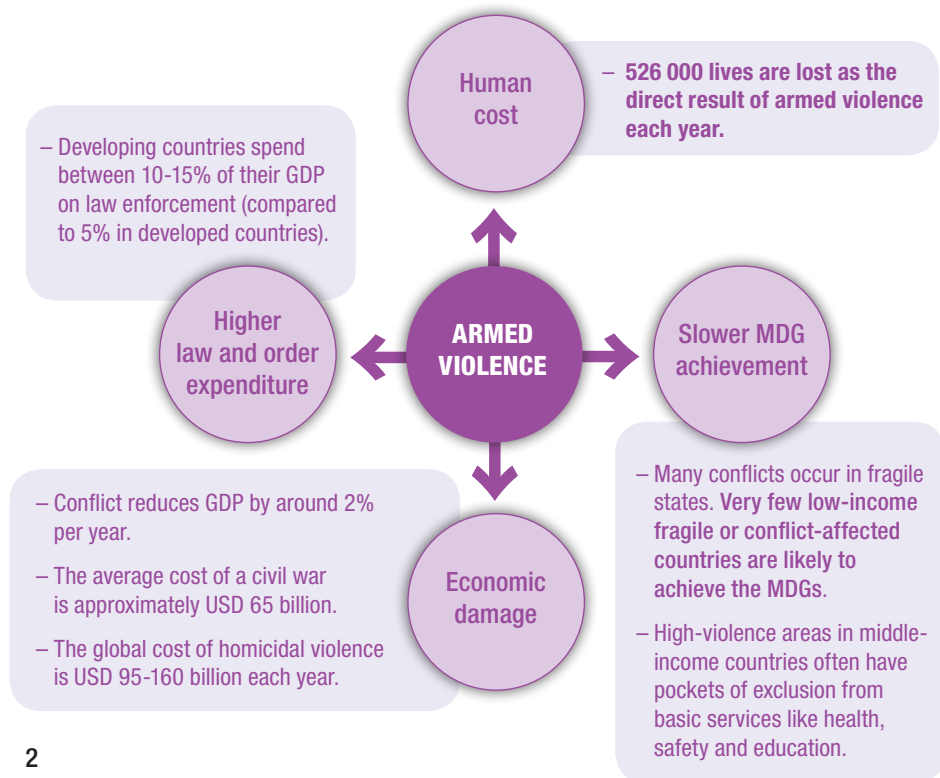 Human
cost
– 526 000 lives are lost as the
direct result of armed violence
each year.
– Developing countries spend
between 10-15% of their GDP
on law enforcement (compared
to 5% in developed countries).
Higher
law and order
expenditure
ARMED
VIOLENCE
Slower MDG
achievement
– Many conflicts occur in fragile
states. Very few low-income
fragile or conflict-affected
countries are likely to
achieve the MDGs.
– High-violence areas in middle-
income countries often have
pockets of exclusion from
basic services like health,
safety and education.
– Conflict reduces GDP by around 2%
per year.
– The average cost of a civil war
is approximately USD 65 billion.
– The global cost of homicidal violence
is USD 95-160 billion each year.
Economic
damage
2